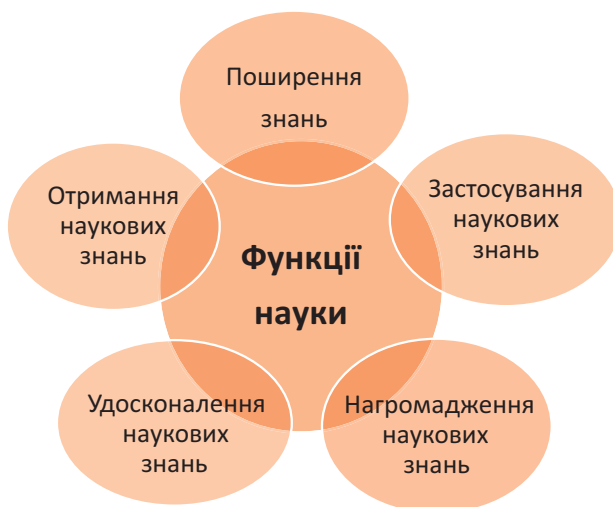 Поширення
знань
Отримання
наукових
знань
Застосування
наукових
знань
Функції
науки
Удосконалення
наукових
знань
Нагромадження
наукових
знань